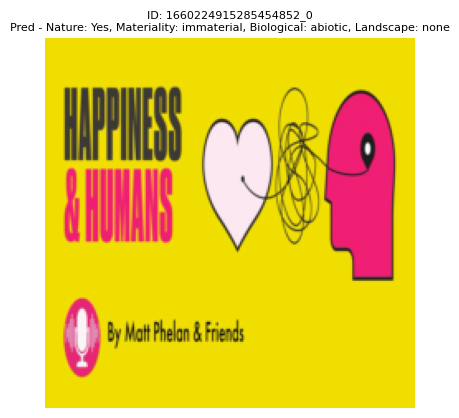 ID: 1660224915285454852_0
Pred - Nature: Yes, Materiality: immaterial, Biological: abiotic, Landscape: none
HAPPINESS
& HUMANS
By Matt Phelan & Friends